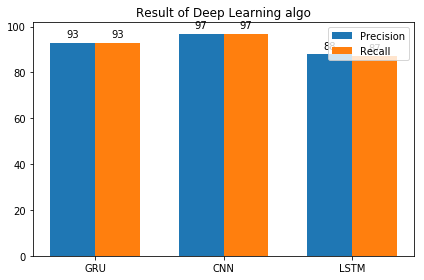 Result of Deep Learning algo
100
80
60
40
20
0
93
93
97
97
Precision
Recall
GRU
CNN
LSTM